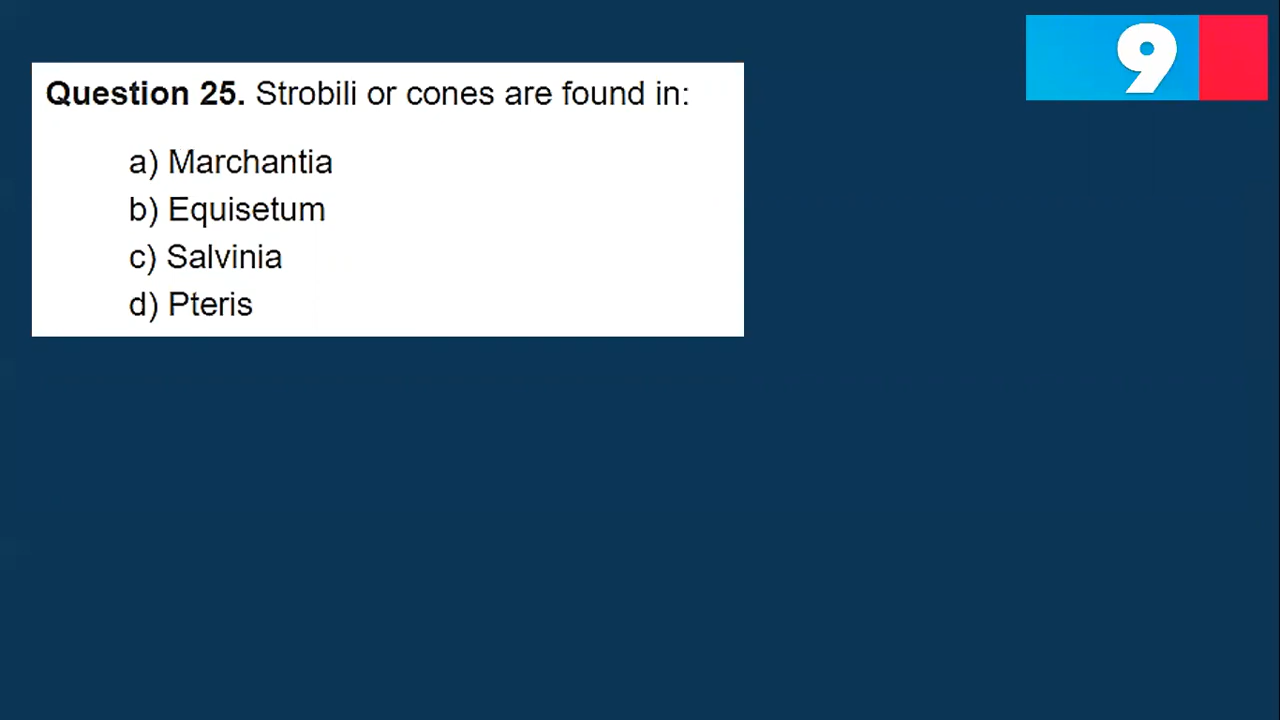 9
Question 25. Strobili or cones are found in:
a) Marchantia
b) Equisetum
c) Salvinia
d) Pteris